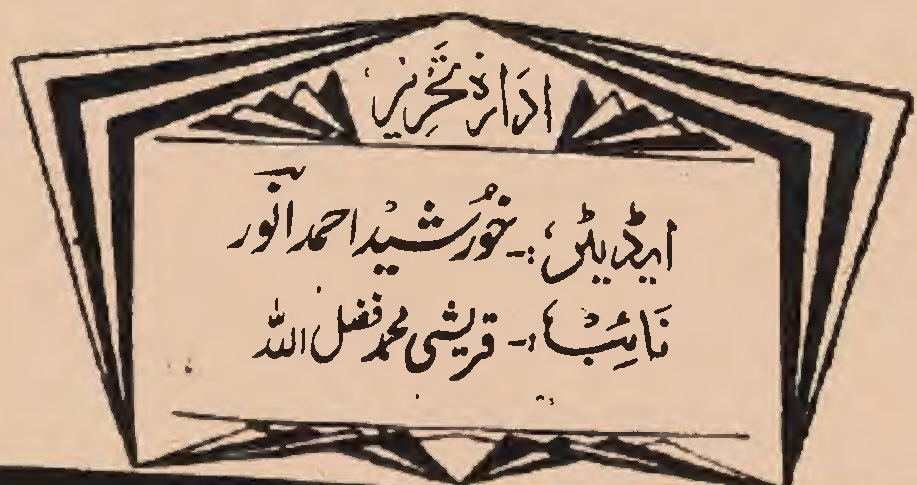 ادارۂ تحریر
ایڈیٹر:۔ خورشید احمد انور
نائب:۔ قریشی محمد فضل اللہ